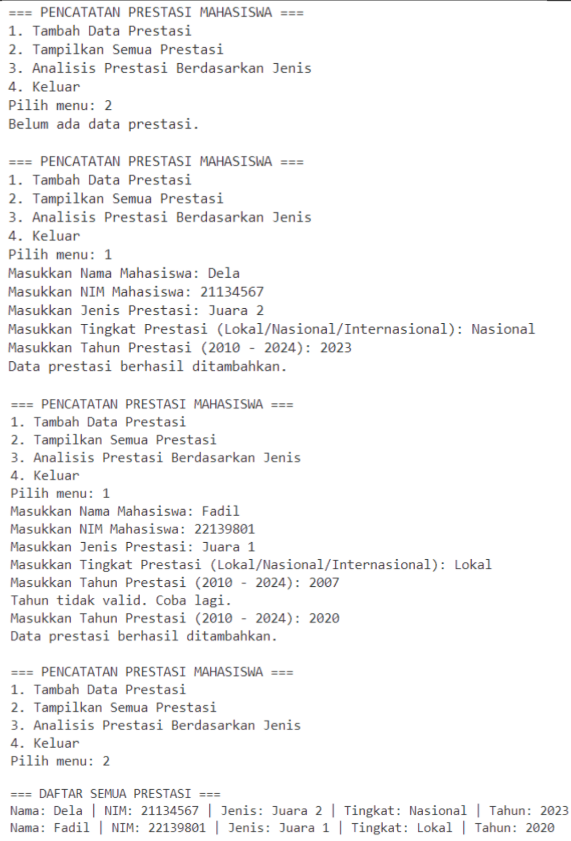 === PENCATATAN PRESTASI MAHASISWA ===
1. Tambah Data Prestasi
2. Tampilkan Semua Prestasi
3. Analisis Prestasi Berdasarkan Jenis
4. Keluar
Pilih menu: 2
Belum ada data prestasi.

=== PENCATATAN PRESTASI MAHASISWA ===
1. Tambah Data Prestasi
2. Tampilkan Semua Prestasi
3. Analisis Prestasi Berdasarkan Jenis
4. Keluar
Pilih menu: 1
Masukkan Nama Mahasiswa: Dela
Masukkan NIM Mahasiswa: 21134567
Masukkan Jenis Prestasi: Juara 2
Masukkan Tingkat Prestasi (Lokal/Nasional/Internasional): Nasional
Masukkan Tahun Prestasi (2010 - 2024): 2023
Data prestasi berhasil ditambahkan.

=== PENCATATAN PRESTASI MAHASISWA ===
1. Tambah Data Prestasi
2. Tampilkan Semua Prestasi
3. Analisis Prestasi Berdasarkan Jenis
4. Keluar
Pilih menu: 1
Masukkan Nama Mahasiswa: Fadil
Masukkan NIM Mahasiswa: 22139801
Masukkan Jenis Prestasi: Juara 1
Masukkan Tingkat Prestasi (Lokal/Nasional/Internasional): Lokal
Masukkan Tahun Prestasi (2010 - 2024): 2007
Tahun tidak valid. Coba lagi.
Masukkan Tahun Prestasi (2010 - 2024): 2020
Data prestasi berhasil ditambahkan.

=== PENCATATAN PRESTASI MAHASISWA ===
1. Tambah Data Prestasi
2. Tampilkan Semua Prestasi
3. Analisis Prestasi Berdasarkan Jenis
4. Keluar
Pilih menu: 2

=== DAFTAR SEMUA PRESTASI ===
Nama: Dela | NIM: 21134567 | Jenis: Juara 2 | Tingkat: Nasional | Tahun: 2023
Nama: Fadil | NIM: 22139801 | Jenis: Juara 1 | Tingkat: Lokal | Tahun: 2020